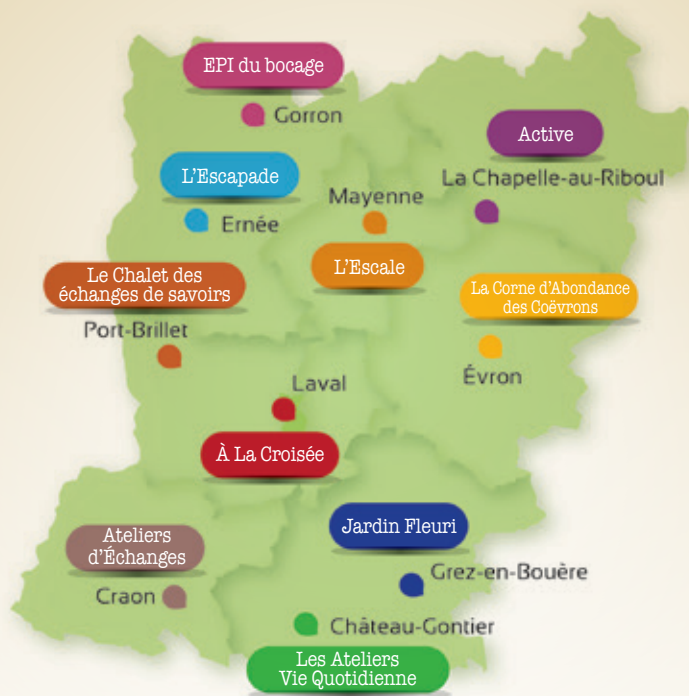 EPI du bocage
Gorron
Active
La Chapelle-au-Riboul
L'Escapade
Ernée
Mayenne
L'Escale
Le Chalet des
échanges de savoirs
Port-Brillet
La Corne d'Abondance
des Coëvrons
Évron
Laval
À La Croisée
Ateliers
d'Échanges
Craon
Jardin Fleuri
Grez-en-Bouère
Château-Gontier
Les Ateliers
Vie Quotidienne